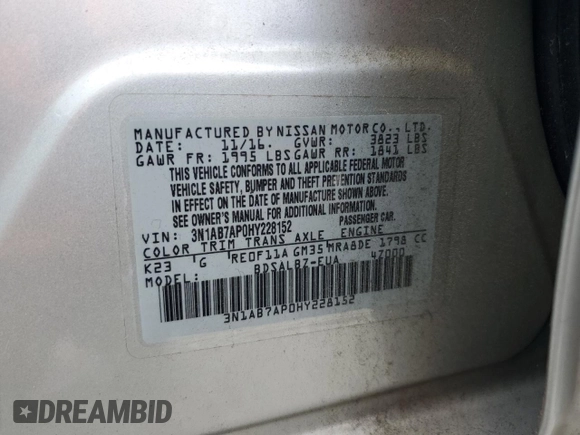 MANUFACTURED BY NISSAN MOTOR CO., LTD.
DATE: 11/16. GVWR: 3823 LBS
GAWR FR: 1995 LBS GAWR RR: 1841 LBS
THIS VEHICLE CONFORMS TO ALL APPLICABLE FEDERAL MOTOR
VEHICLE SAFETY, BUMPER AND THEFT PREVENTION STANDARDS
IN EFFECT ON THE DATE OF MANUFACTURE SHOWN ABOVE.
SEE OWNER'S MANUAL FOR ADDITIONAL INFORMATION.
VIN: 3N1AB7AP0HY228152 PASSENGER CAR.
COLOR TRIM TRANS AXLE ENGINE
K23 G RE0F11A GM35 MRA8DE 1798 CC
MODEL: BDSALB7-EUA 4Z000
3N1AB7AP0HY228152
DREAMBID